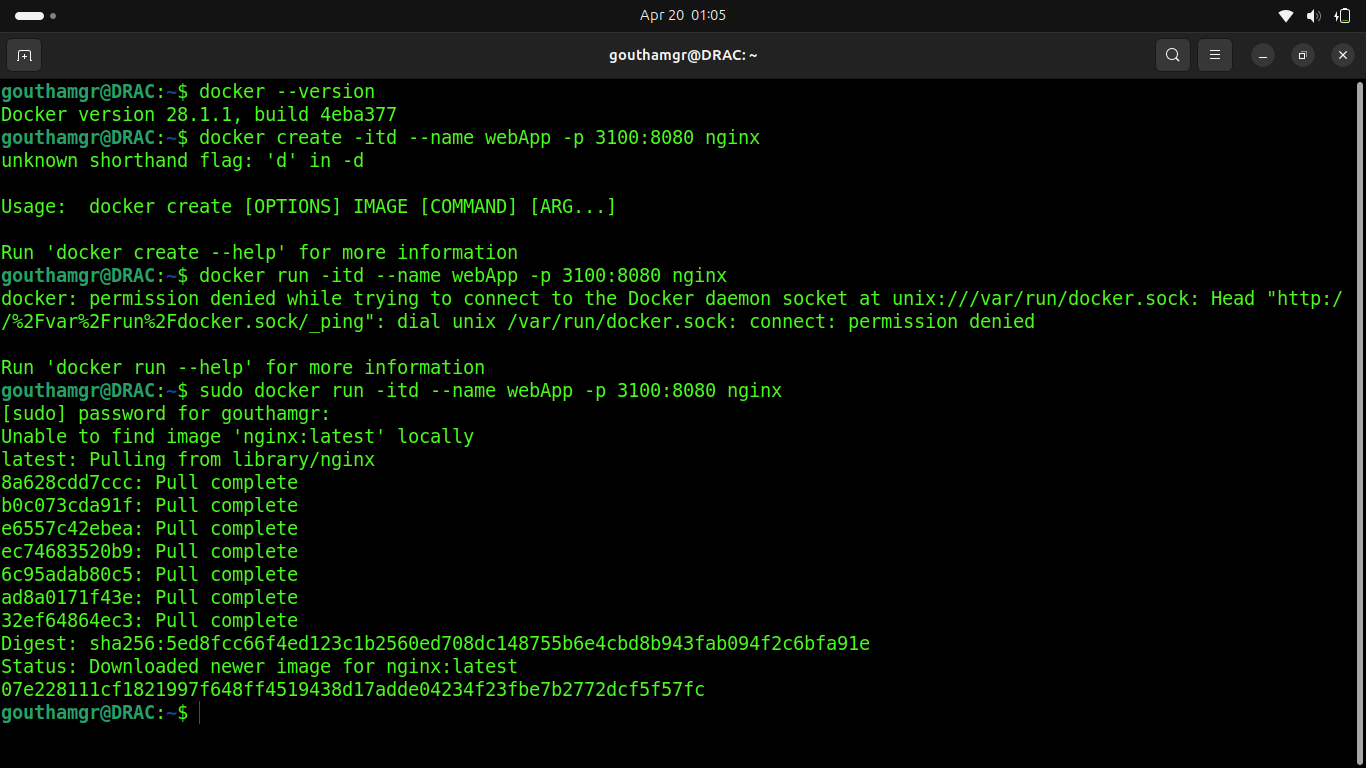 Apr 20 01:05
gouthamgr@DRAC: ~
gouthamgr@DRAC:~$ docker --version
Docker version 28.1.1, build 4eba377
gouthamgr@DRAC:~$ docker create -itd --name webApp -p 3100:8080 nginx
unknown shorthand flag: 'd' in -d

Usage:  docker create [OPTIONS] IMAGE [COMMAND] [ARG...]

Run 'docker create --help' for more information
gouthamgr@DRAC:~$ docker run -itd --name webApp -p 3100:8080 nginx
docker: permission denied while trying to connect to the Docker daemon socket at unix:///var/run/docker.sock: Head "http:/
/%2Fvar%2Frun%2Fdocker.sock/_ping": dial unix /var/run/docker.sock: connect: permission denied

Run 'docker run --help' for more information
gouthamgr@DRAC:~$ sudo docker run -itd --name webApp -p 3100:8080 nginx
[sudo] password for gouthamgr:
Unable to find image 'nginx:latest' locally
latest: Pulling from library/nginx
8a628cdd7ccc: Pull complete
b0c073cda91f: Pull complete
e6557c42ebea: Pull complete
ec74683520b9: Pull complete
6c95adab80c5: Pull complete
ad8a0171f43e: Pull complete
32ef64864ec3: Pull complete
Digest: sha256:5ed8fcc66f4ed123c1b2560ed708dc148755b6e4cbd8b943fab094f2c6bfa91e
Status: Downloaded newer image for nginx:latest
07e228111cf1821997f648ff4519438d17adde04234f23fbe7b2772dcf5f57fc
gouthamgr@DRAC:~$